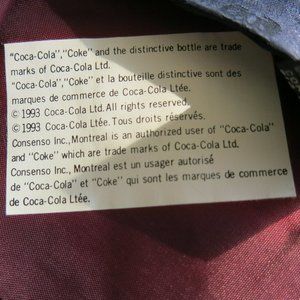 "Coca-Cola", "Coke" and the distinctive bottle are trade
marks of Coca-Cola Ltd.
"Coca-Cola", "Coke" et la bouteille distinctive sont des
marques de commerce de Coca-Cola Ltée.
© 1993 Coca-Cola Ltd. All rights reserved.
© 1993 Coca-Cola Ltée. Tous droits réservés.
Consenso Inc., Montreal is an authorized user of "Coca-Cola"
and "Coke" which are trade marks of Coca-Cola Ltd.
Consenso Inc., Montreal est un usager autorisé
de "Coca-Cola" et "Coke" qui sont les marques de commerce
de Coca-Cola Ltée.